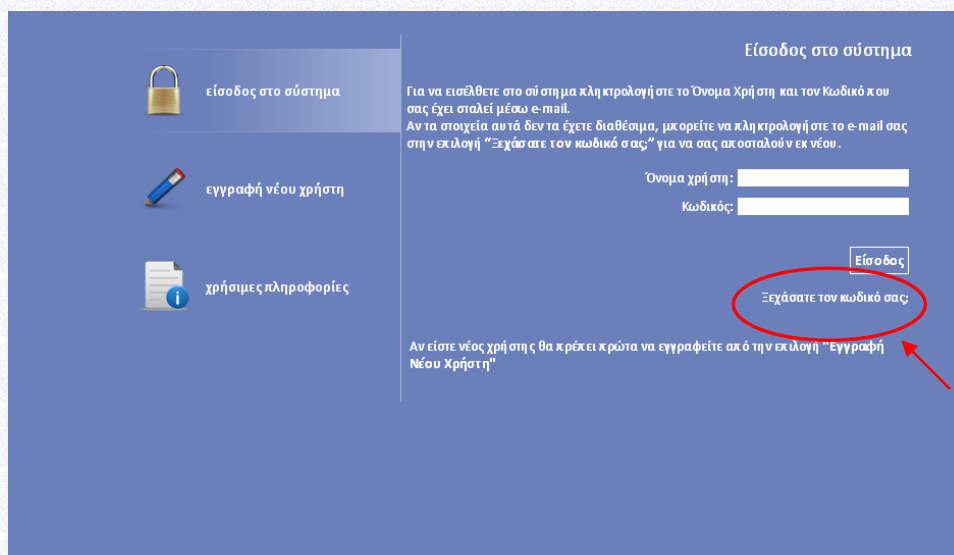 είσοδος στο σύστημα
εγγραφή νέου χρήστη
χρήσιμες πληροφορίες
Είσοδος στο σύστημα
Για να εισέλθετε στο σύστημα πληκτρολογήστε το Όνομα Χρήστη και τον Κωδικό που
σας έχει σταλεί μέσω e-mail.
Αν τα στοιχεία αυτά δεν τα έχετε διαθέσιμα, μπορείτε να πληκτρολογήστε το e-mail σας
στην επιλογή “Ξεχάσατε τον κωδικό σας;” για να σας αποσταλούν εκ νέου.
Όνομα χρήστη:
Κωδικός:
Είσοδος
Ξεχάσατε τον κωδικό σας;
Αν είστε νέος χρήστης θα πρέπει πρώτα να εγγραφείτε από την επιλογή "Εγγραφή
Νέου Χρήστη"